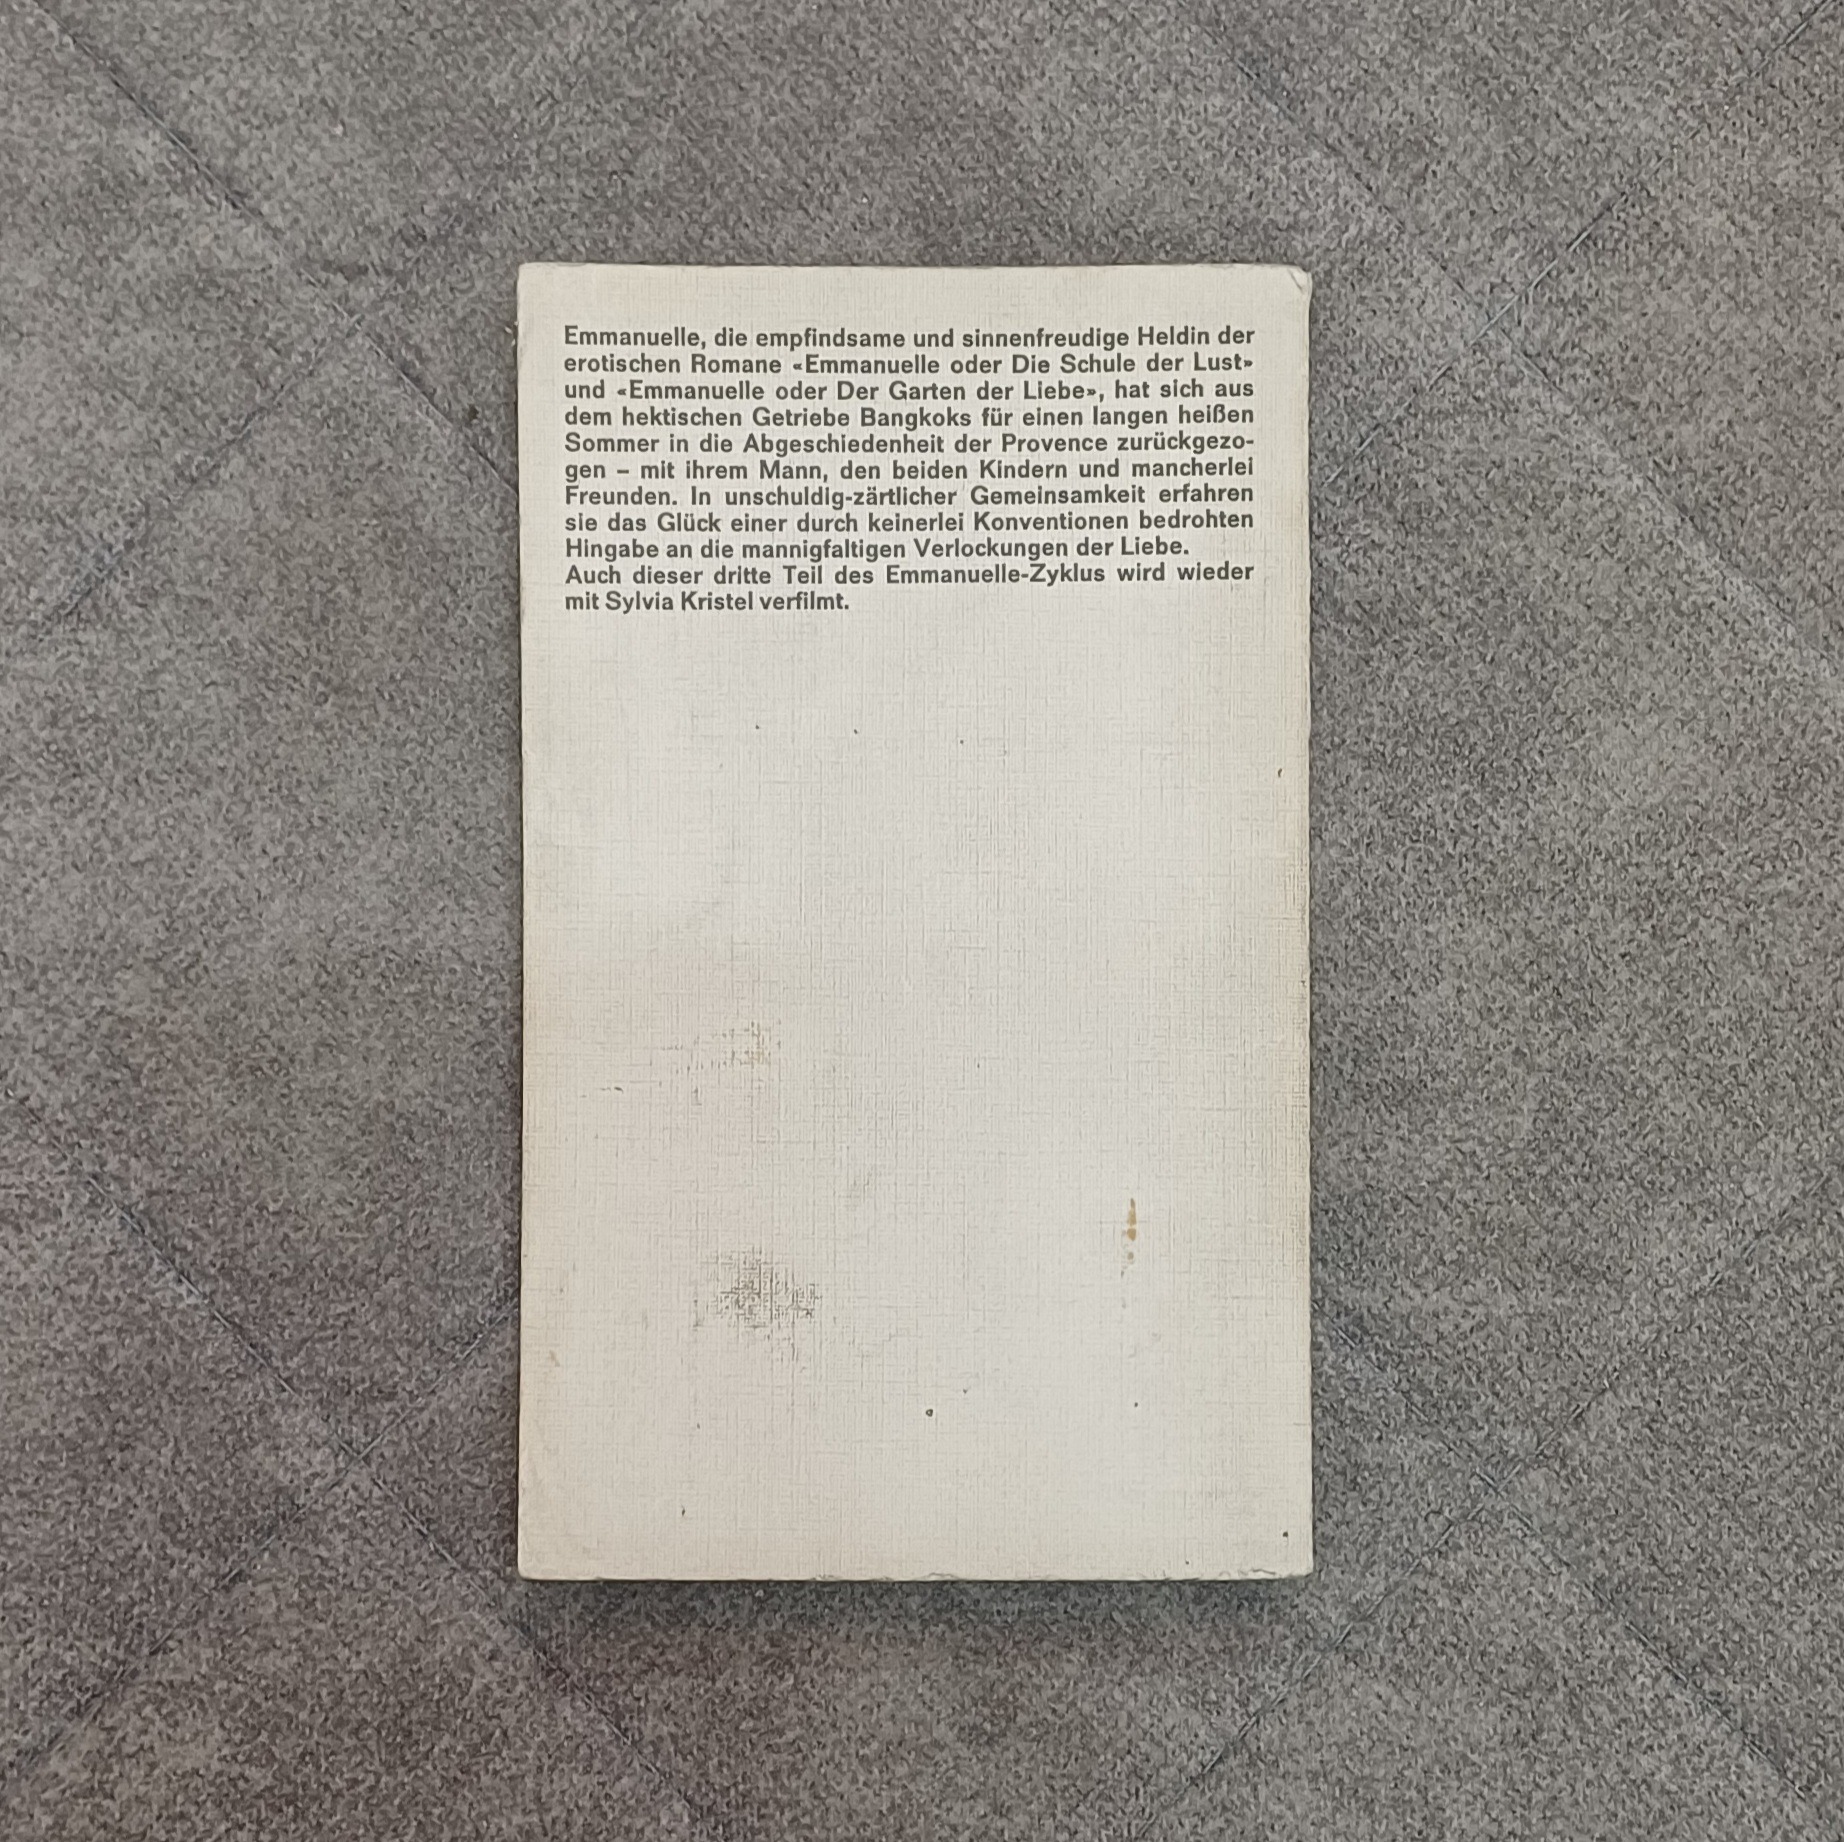 Emmanuelle, die empfindsame und sinnenfreudige Heldin der
erotischen Romane «Emmanuelle oder Die Schule der Lust»
und «Emmanuelle oder Der Garten der Liebe», hat sich aus
dem hektischen Getriebe Bangkoks für einen langen heißen
Sommer in die Abgeschiedenheit der Provence zurückgezo-
gen – mit ihrem Mann, den beiden Kindern und mancherlei
Freunden. In unschuldig-zärtlicher Gemeinsamkeit erfahren
sie das Glück einer durch keinerlei Konventionen bedrohten
Hingabe an die mannigfaltigen Verlockungen der Liebe.
Auch dieser dritte Teil des Emmanuelle-Zyklus wird wieder
mit Sylvia Kristel verfilmt.